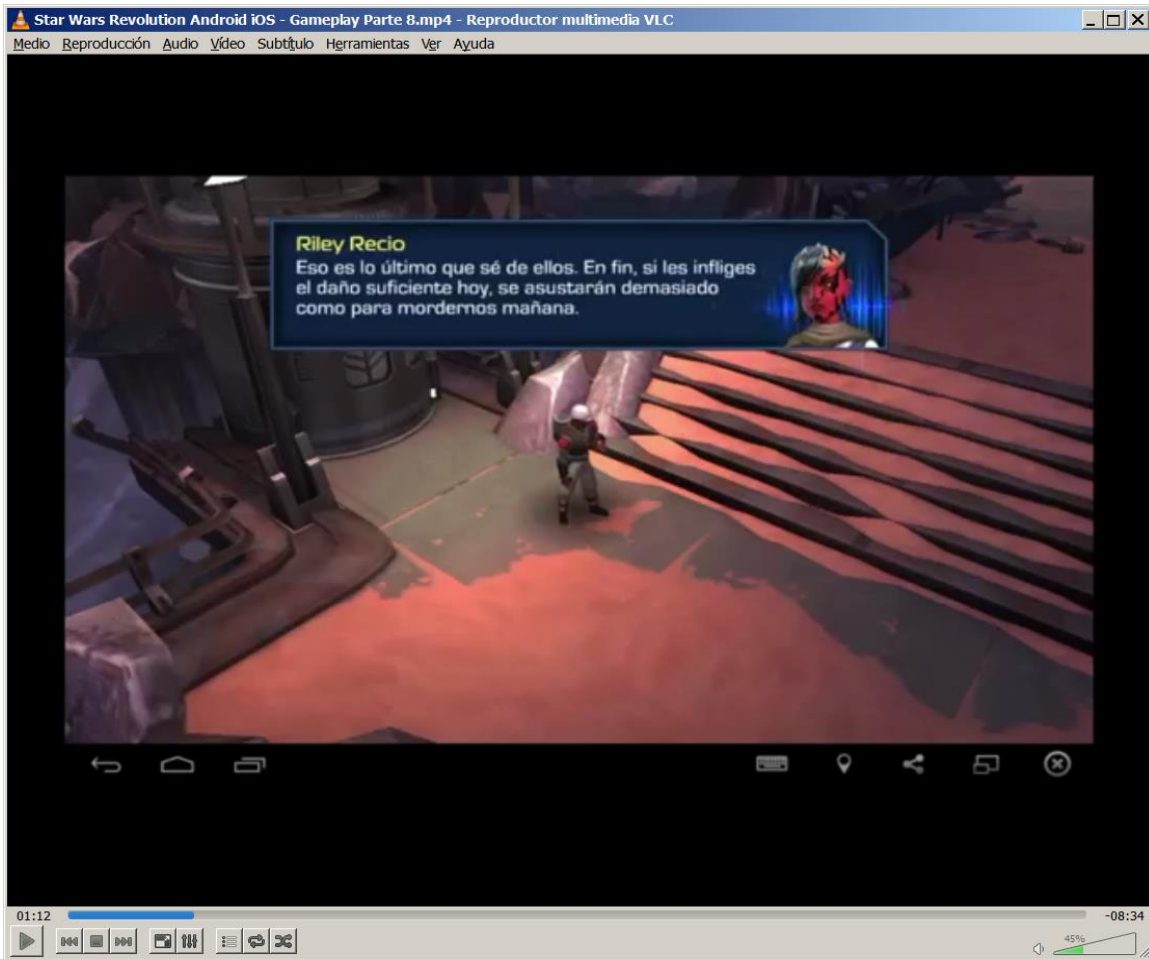 Star Wars Revolution Android iOS - Gameplay Parte 8.mp4 - Reproductor multimedia VLC
Medio Reproducción Audio Vídeo Subtítulo Herramientas Ver Ayuda
Riley Recio
Eso es lo último que sé de ellos. En fin, si les infliges
el daño suficiente hoy, se asustarán demasiado
como para mordernos mañana.
01:12 -08:34
45%